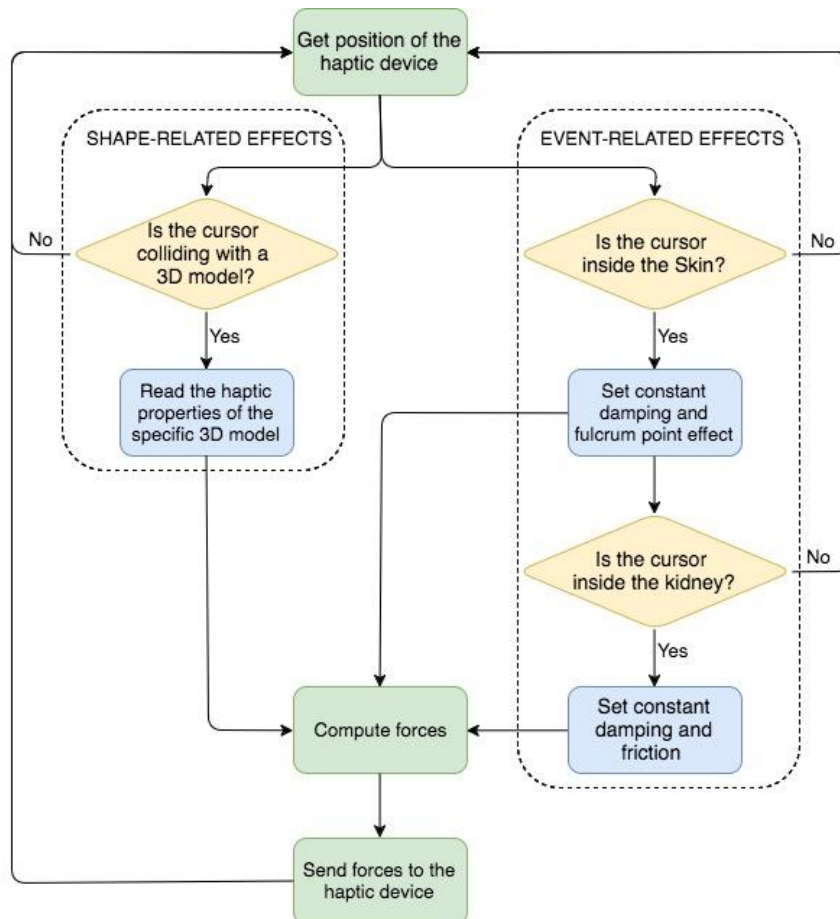 Get position of the
haptic device
SHAPE-RELATED EFFECTS
EVENT-RELATED EFFECTS
No
Is the cursor
colliding with a
3D model?
Is the cursor
inside the Skin?
No
Yes
Yes
Read the haptic
properties of the
specific 3D model
Set constant
damping and
fulcrum point effect
Is the cursor
inside the kidney?
No
Yes
Compute forces
Set constant
damping and
friction
Send forces to the
haptic device